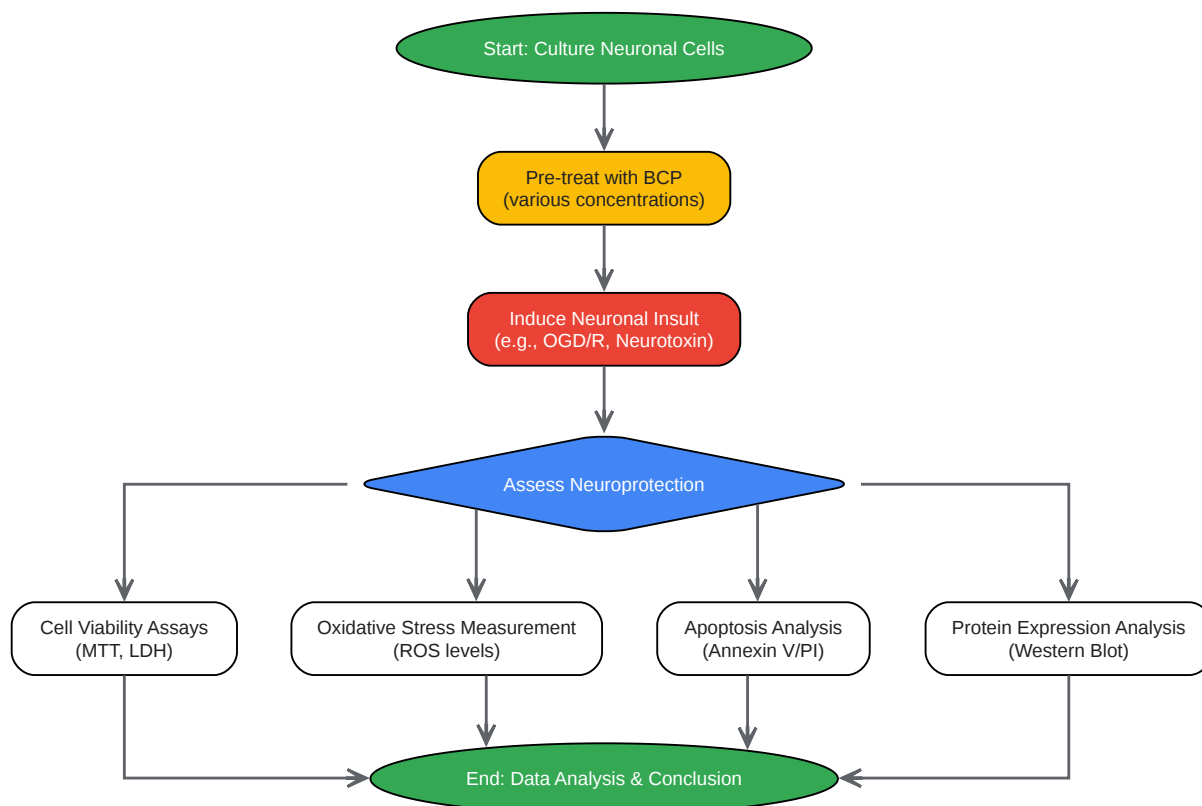 Start: Culture Neuronal Cells
Pre-treat with BCP
(various concentrations)
Induce Neuronal Insult
(e.g., OGD/R, Neurotoxin)
Assess Neuroprotection
Cell Viability Assays
(MTT, LDH)
Oxidative Stress Measurement
(ROS levels)
Apoptosis Analysis
(Annexin V/PI)
Protein Expression Analysis
(Western Blot)
End: Data Analysis & Conclusion